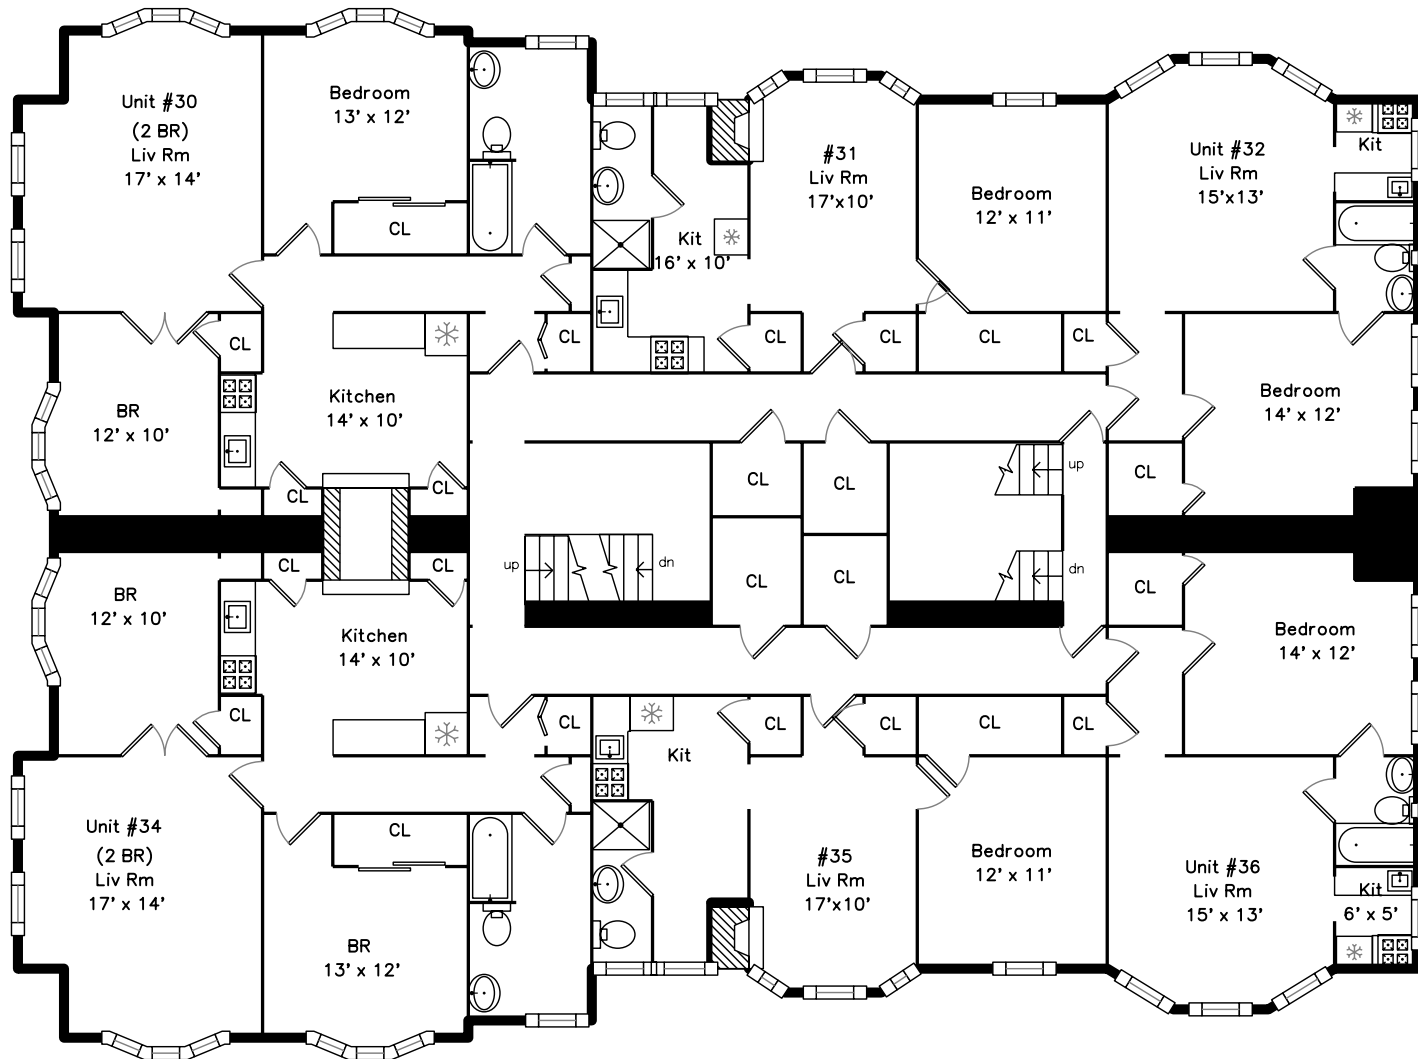 Unit #30
(2 BR)
Liv Rm
17' x 14'
Bedroom
13' x 12'
CL
#31
Liv Rm
17'x10'
Kit
16' x 10'
Bedroom
12' x 11'
Unit #32
Liv Rm
15'x13'
Kit
CL
CL
CL
CL
CL
CL
BR
12' x 10'
Kitchen
14' x 10'
Bedroom
14' x 12'
CL
CL
CL
CL
CL
up
up
dn
dn
CL
CL
CL
CL
CL
BR
12' x 10'
Kitchen
14' x 10'
Bedroom
14' x 12'
CL
CL
CL
CL
CL
CL
Kit
Unit #34
(2 BR)
Liv Rm
17' x 14'
CL
BR
13' x 12'
#35
Liv Rm
17'x10'
Bedroom
12' x 11'
Unit #36
Liv Rm
15' x 13'
Kit
6' x 5'